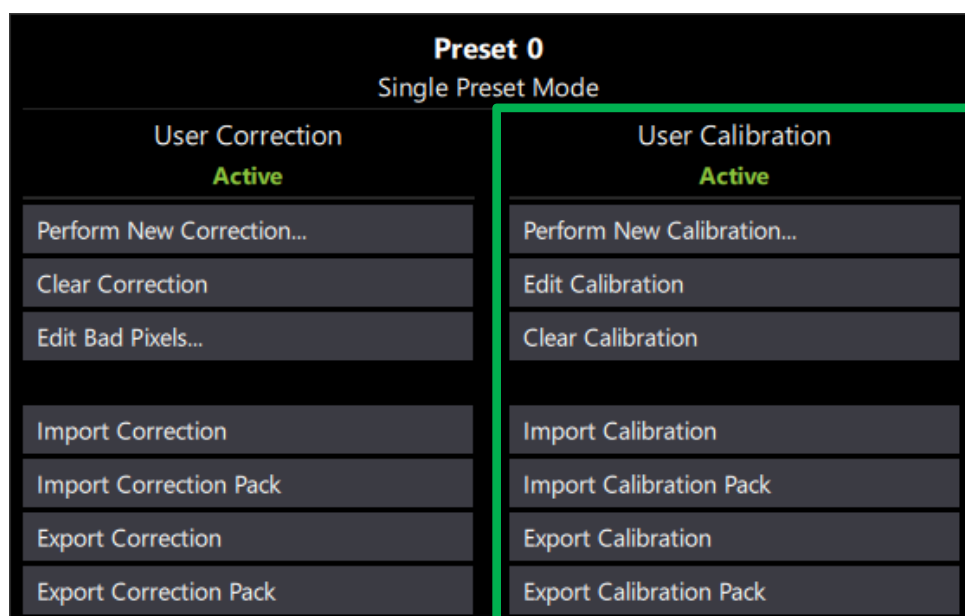 Preset 0
Single Preset Mode
User Correction
Active
Perform New Correction...
Clear Correction
Edit Bad Pixels...
Import Correction
Import Correction Pack
Export Correction
Export Correction Pack
User Calibration
Active
Perform New Calibration...
Edit Calibration
Clear Calibration
Import Calibration
Import Calibration Pack
Export Calibration
Export Calibration Pack